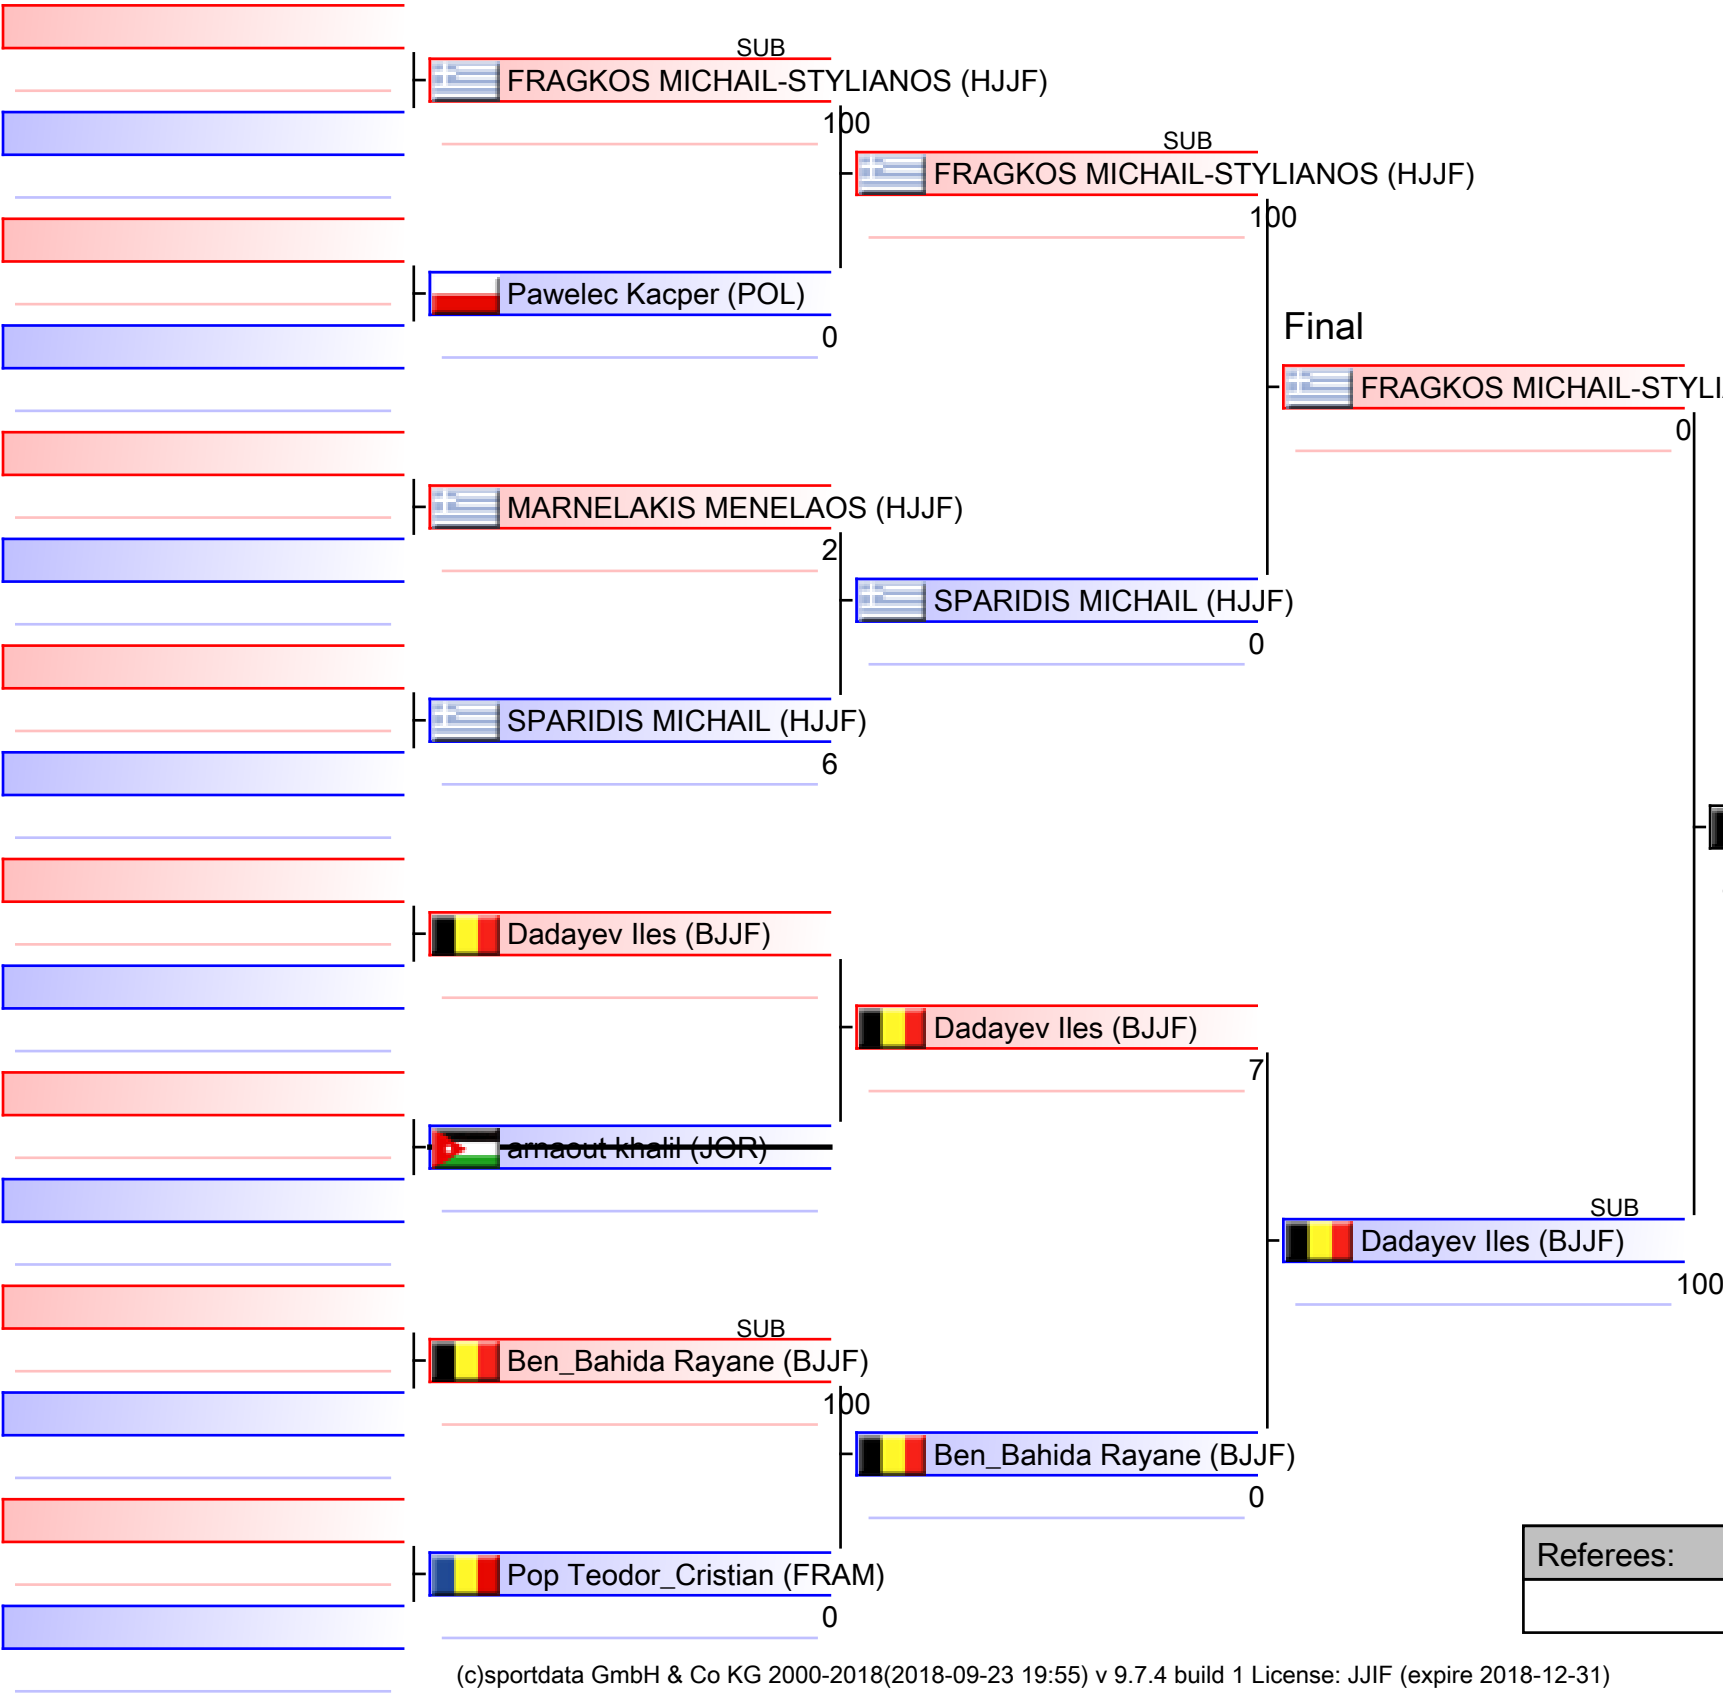 SUB
FRAGKOS MICHAIL-STYLIANOS (HJJF)
100
Pawelec Kacper (POL)
0
MARNELAKIS MENELAOS (HJJF)
2
SPARIDIS MICHAIL (HJJF)
6
Dadayev Iles (BJJF)
arnaout khalil (JOR)
SUB
Ben_Bahida Rayane (BJJF)
100
Pop Teodor_Cristian (FRAM)
0
SUB
FRAGKOS MICHAIL-STYLIANOS (HJJF)
100
SPARIDIS MICHAIL (HJJF)
0
Dadayev Iles (BJJF)
7
Ben_Bahida Rayane (BJJF)
0
Final
FRAGKOS MICHAIL-STYLI
0
SUB
Dadayev Iles (BJJF)
100
Referees:
(c)sportdata GmbH & Co KG 2000-2018(2018-09-23 19:55) v 9.7.4 build 1 License: JJIF (expire 2018-12-31)